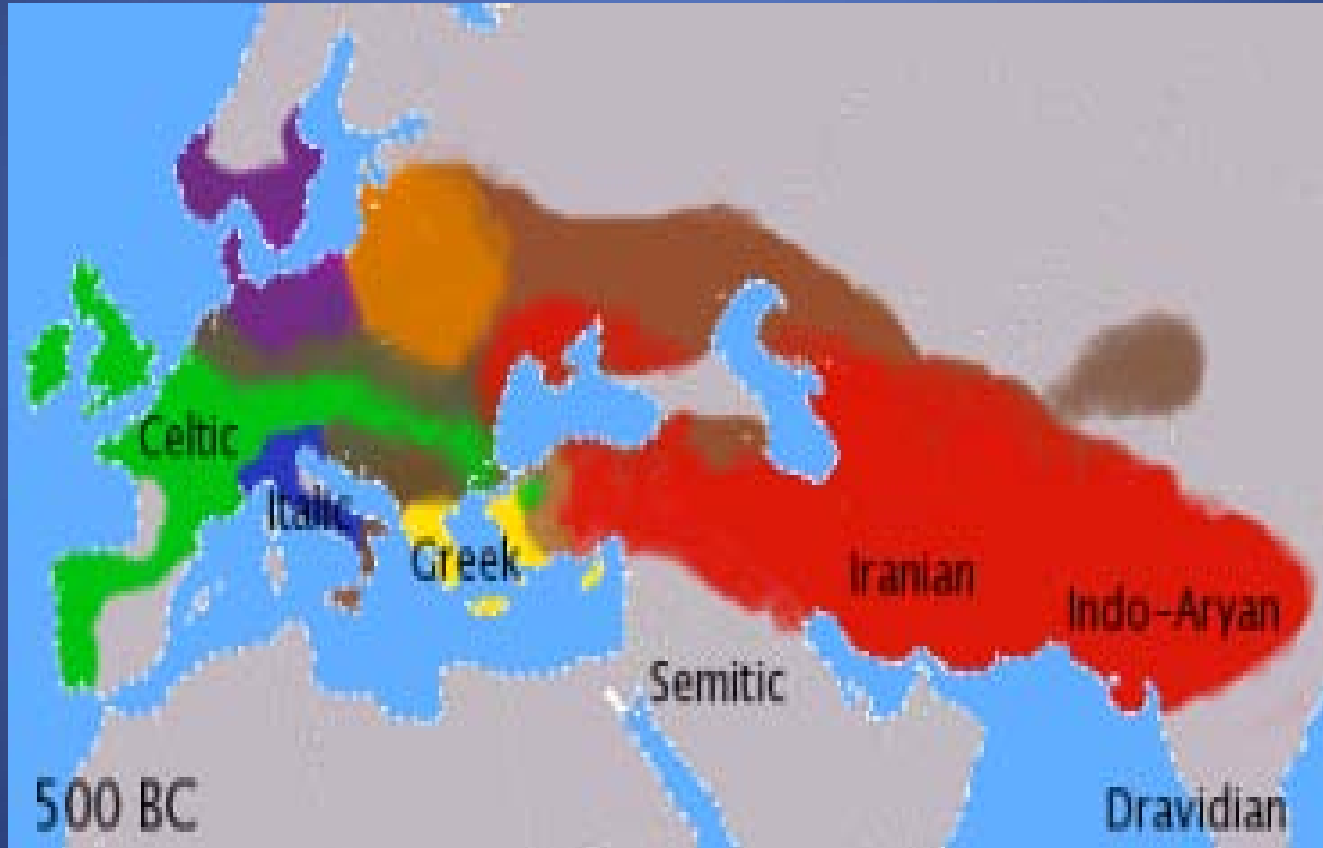 Celtic
Italic
Greek
Iranian
Indo-Aryan
Semitic
500 BC
Dravidian